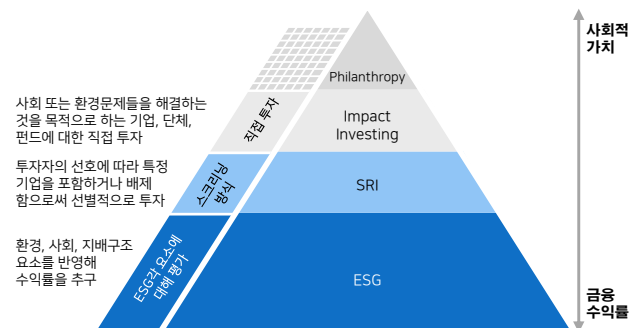 사회적
가치
Philanthropy
사회 또는 환경문제들을 해결하는
것을 목적으로 하는 기업, 단체,
펀드에 대한 직접 투자
직접 투자
Impact
Investing
투자자의 선호에 따라 특정
기업을 포함하거나 배제
함으로써 선별적으로 투자
스크리닝
방식
SRI
환경, 사회, 지배구조
요소를 반영해
수익률을 추구
ESG각 요소에
대해 평가
ESG
금융
수익률